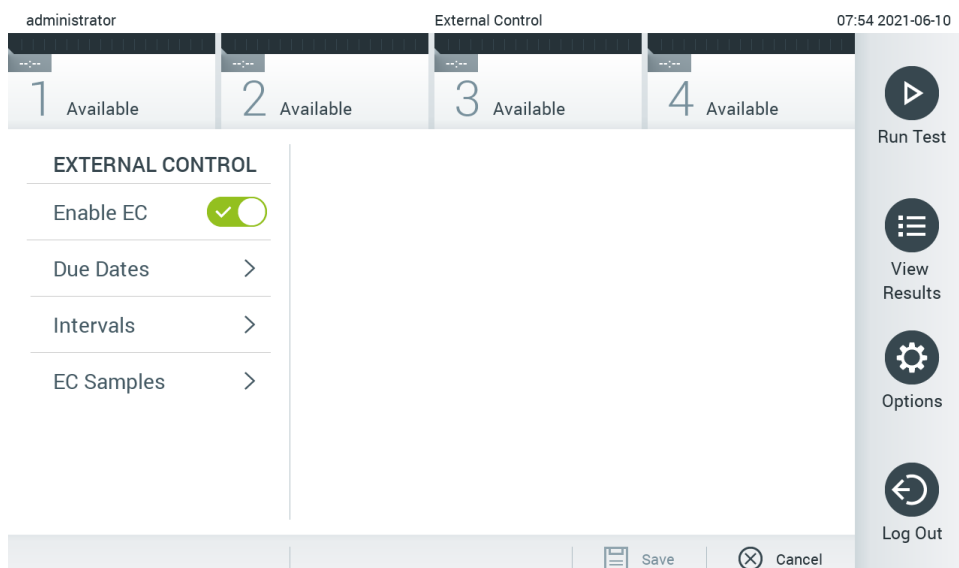 administrator External Control 07:54 2021-06-10
--:-- --:-- --:-- --:--
1 Available 2 Available 3 Available 4 Available
Run Test
EXTERNAL CONTROL
Enable EC
Due Dates
Intervals
EC Samples
View
Results
Options
Log Out
Save Cancel